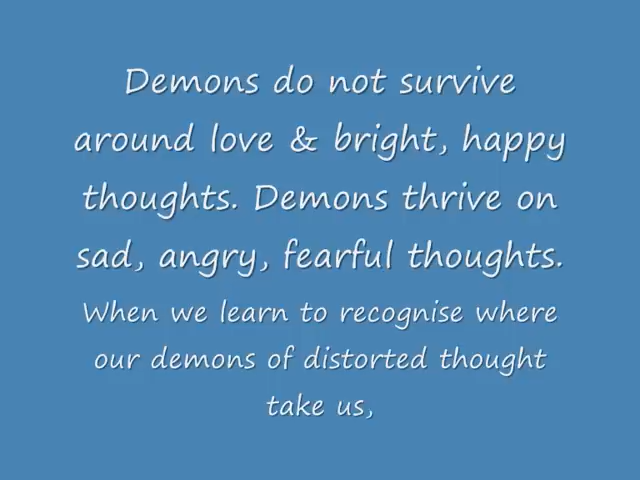 Demons do not survive
around love & bright, happy
thoughts. Demons thrive on
sad, angry, fearful thoughts.
When we learn to recognise where
our demons of distorted thought
take us,